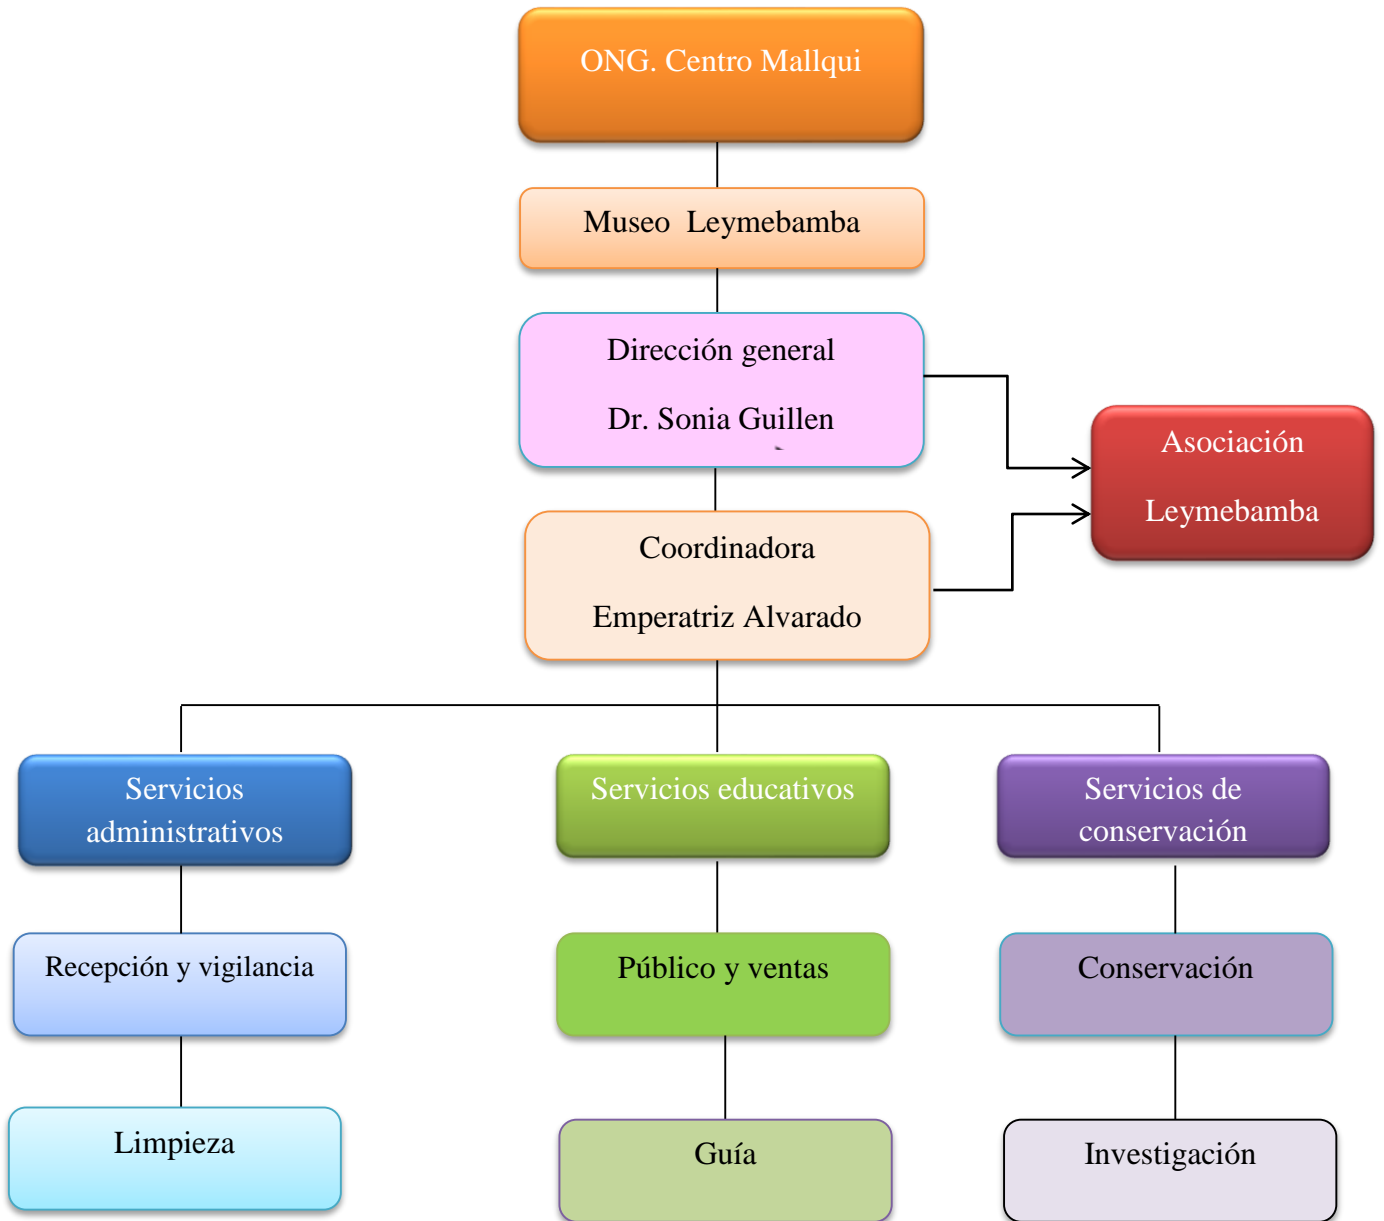 ONG. Centro Mallqui
Museo Leymebamba
Dirección general
Dr. Sonia Guillen
Asociación
Leymebamba
Coordinadora
Emperatriz Alvarado
Servicios
administrativos
Servicios educativos
Servicios de
conservación
Recepción y vigilancia
Público y ventas
Conservación
Limpieza
Guía
Investigación